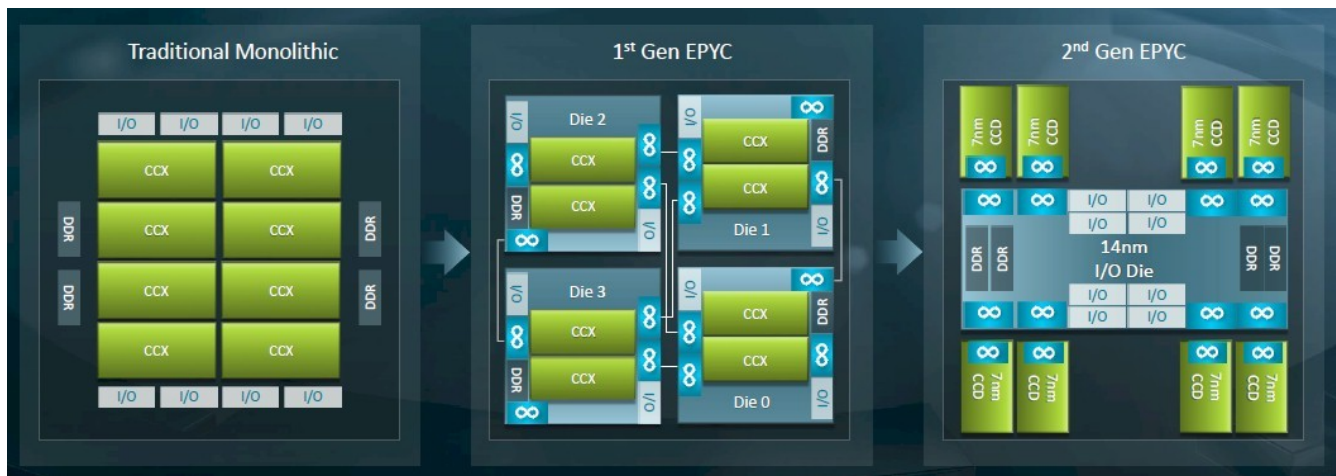 Traditional Monolithic
I/O I/O I/O I/O
CCX CCX
DDR CCX CCX DDR
DDR CCX CCX DDR
CCX CCX
I/O I/O I/O I/O
1st Gen EPYC
I/O Die 2
CCX
CCX
DDR
I/O
I/O
CCX DDR
CCX
Die 1 I/O
I/O Die 3
CCX
DDR CCX
I/O
I/O
CCX DDR
CCX
Die 0 I/O
2nd Gen EPYC
7nm CCD
7nm CCD
7nm CCD
7nm CCD
I/O I/O
I/O I/O
DDR DDR 14nm DDR DDR
I/O Die
I/O I/O
I/O I/O
7nm CCD
7nm CCD
7nm CCD
7nm CCD